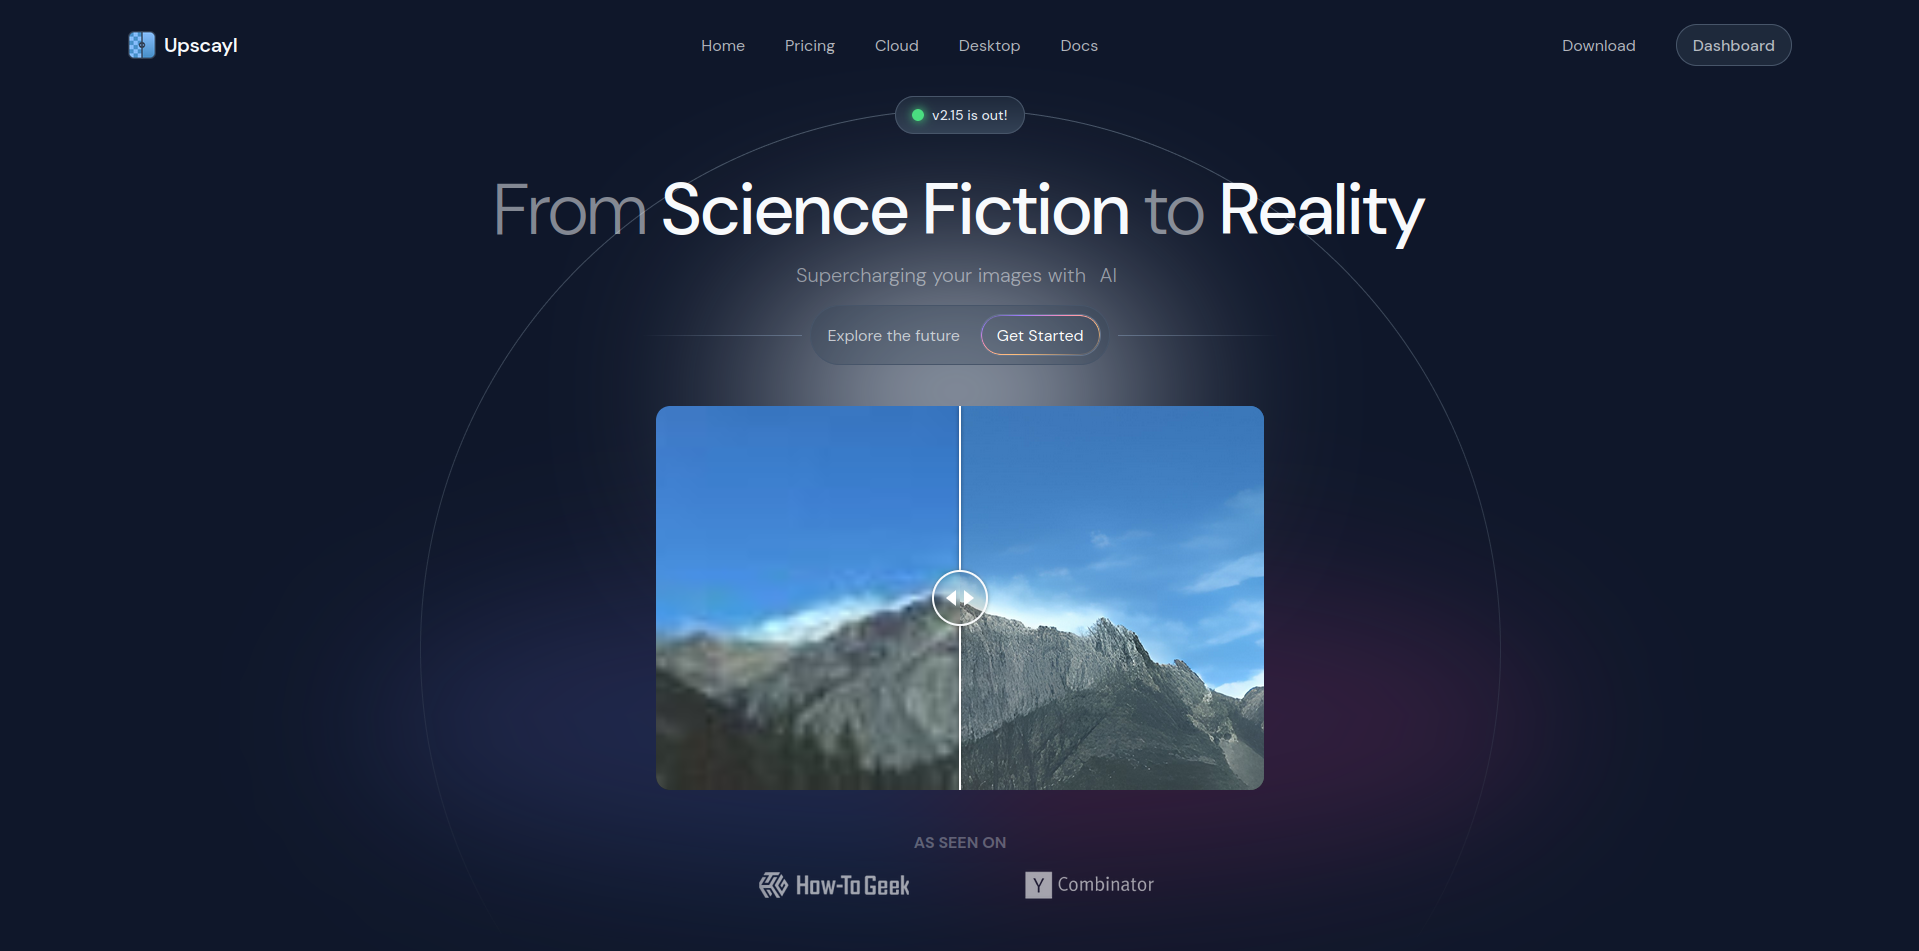 Upscayl
Home Pricing Cloud Desktop Docs
Download Dashboard
v2.15 is out!
From Science Fiction to Reality
Supercharging your images with AI
Explore the future Get Started
AS SEEN ON
How-To Geek
Y Combinator